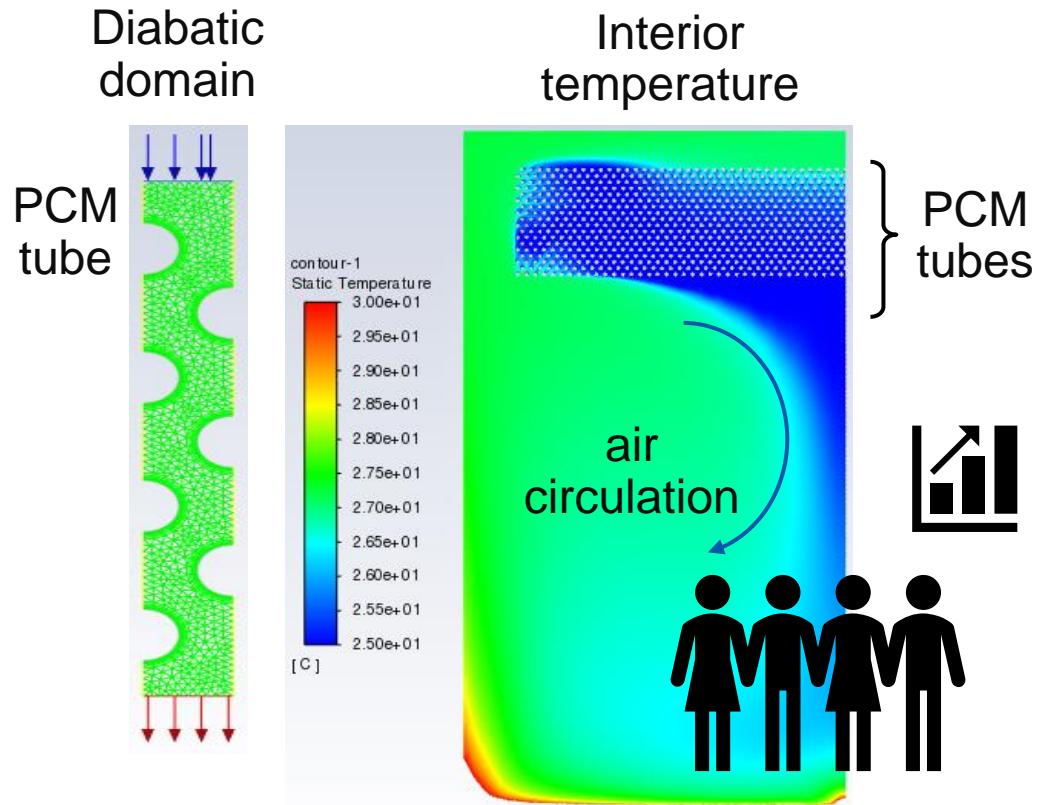 Diabatic
domain
Interior
temperature
PCM
tube
PCM
tubes
contour-1
Static Temperature
3.00e+01
2.95e+01
2.90e+01
2.85e+01
2.80e+01
2.75e+01
2.70e+01
2.65e+01
2.60e+01
2.55e+01
2.50e+01
[ C ]
air
circulation